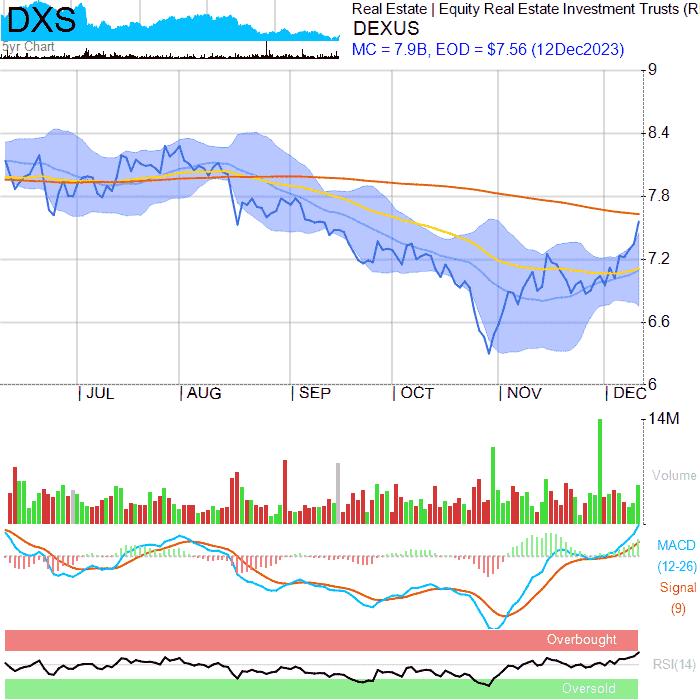 DXS
5yr Chart
Real Estate | Equity Real Estate Investment Trusts (R
DEXUS
MC = 7.9B, EOD = $7.56 (12Dec2023)
9
8.4
7.8
7.2
6.6
6
| JUL | AUG | SEP | OCT | NOV | DEC
14M
Volume
MACD
(12-26)
Signal
(9)
Overbought
RSI(14)
Oversold